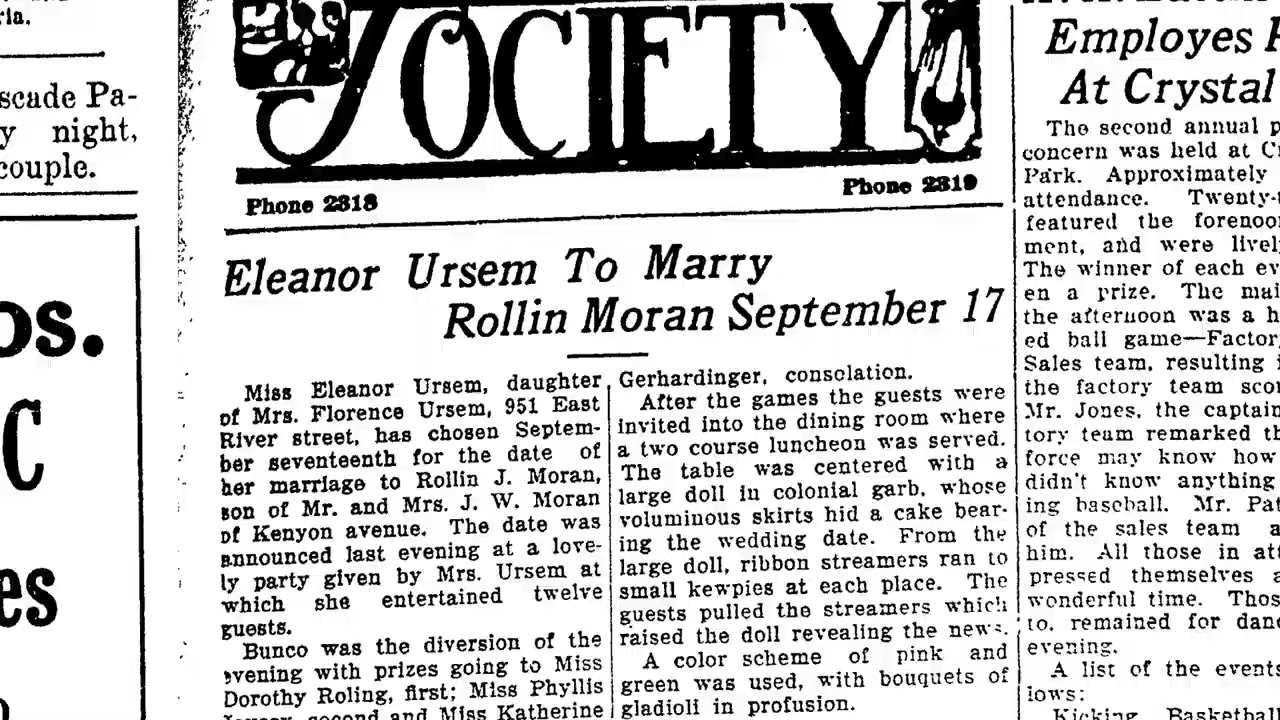 ria.
scade Pa-
y night,
couple.
os.
C
es
SOCIETY
Phone 2318
Phone 2319
Eleanor Ursem To Marry
Rollin Moran September 17
Miss Eleanor Ursem, daughter
of Mrs. Florence Ursem, 951 East
River street, has chosen Septem-
ber seventeenth for the date of
her marriage to Rollin J. Moran,
son of Mr. and Mrs. J. W. Moran
of Kenyon avenue. The date was
announced last evening at a love-
ly party given by Mrs. Ursem at
which she entertained twelve
guests.
Bunco was the diversion of the
evening with prizes going to Miss
Dorothy Roling, first; Miss Phyllis
second and Miss Katherine
Gerhardinger, consolation.
After the games the guests were
invited into the dining room where
a two course luncheon was served.
The table was centered with a
large doll in colonial garb, whose
voluminous skirts hid a cake bear-
ing the wedding date. From the
large doll, ribbon streamers ran to
small kewpies at each place. The
guests pulled the streamers which
raised the doll revealing the news.
A color scheme of pink and
green was used, with bouquets of
gladioli in profusion.
Employes
At Crystal
The second annual p
concern was held at C
Park. Approximately
attendance. Twenty-
featured the forenoo
ment, and were livel
The winner of each ev
en a prize. The mai
the afternoon was a h
ed ball game—Factor
Sales team, resulting i
the factory team sco
Mr. Jones, the captain
tory team remarked th
force may know how
didn't know anything
ing baseball. Mr. Pa
of the sales team a
him. All those in att
pressed themselves a
wonderful time. Thos
to, remained for dan
evening.
A list of the events
lows:
Kicking Basketball